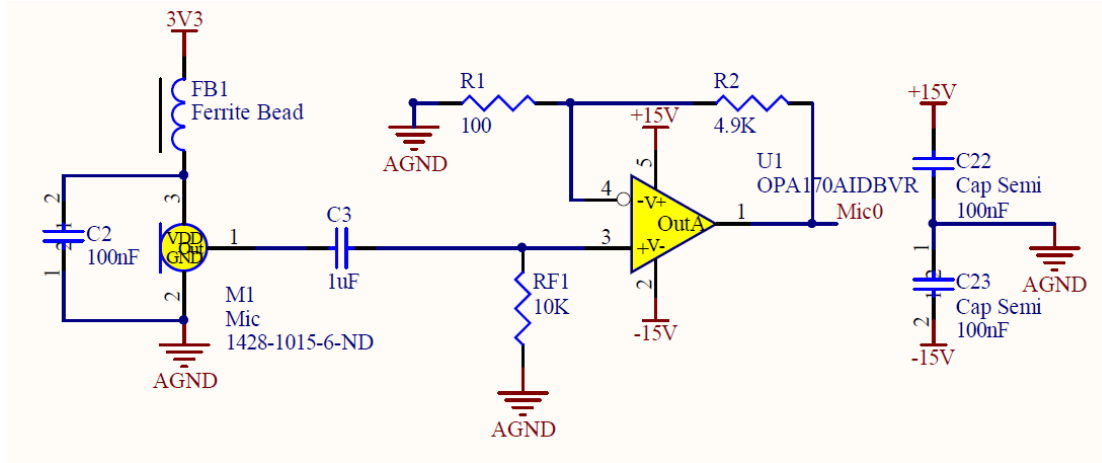 3V3
FB1
Ferrite Bead
3
2
1
C2
100nF
VDD
Out
GND
1
2
M1
Mic
1428-1015-6-ND
AGND
C3
1uF
RF1
10K
AGND
R1
100
AGND
R2
4.9K
+15V
5
4
3
-V+
OutA
+V-
1
2
-15V
U1
OPA170AIDBVR
Mic0
+15V
C22
Cap Semi
100nF
AGND
1
C23
Cap Semi
100nF
2
-15V